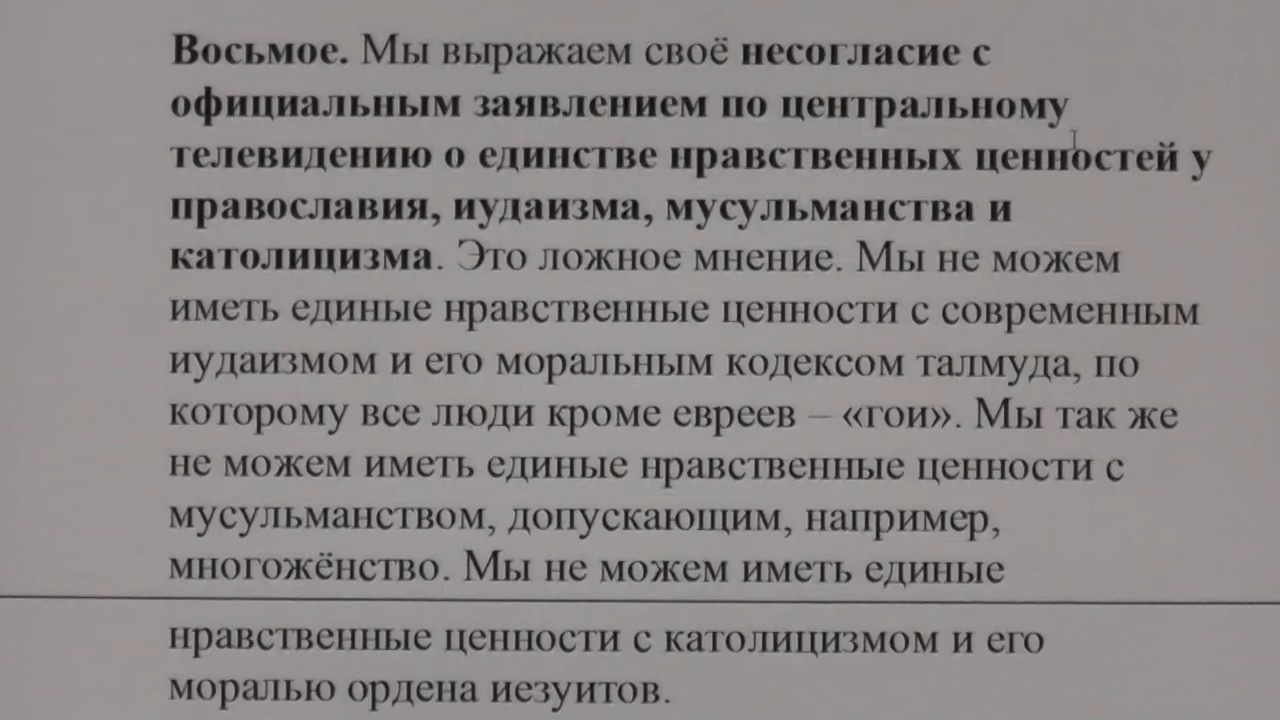 Восьмое. Мы выражаем своё несогласие с
официальным заявлением по центральному
телевидению о единстве нравственных ценностей у
православия, иудаизма, мусульманства и
католицизма. Это ложное мнение. Мы не можем
иметь единые нравственные ценности с современным
иудаизмом и его моральным кодексом талмуда, по
которому все люди кроме евреев – «гои». Мы так же
не можем иметь единые нравственные ценности с
мусульманством, допускающим, например,
многожёнство. Мы не можем иметь единые
нравственные ценности с католицизмом и его
моралью ордена иезуитов.